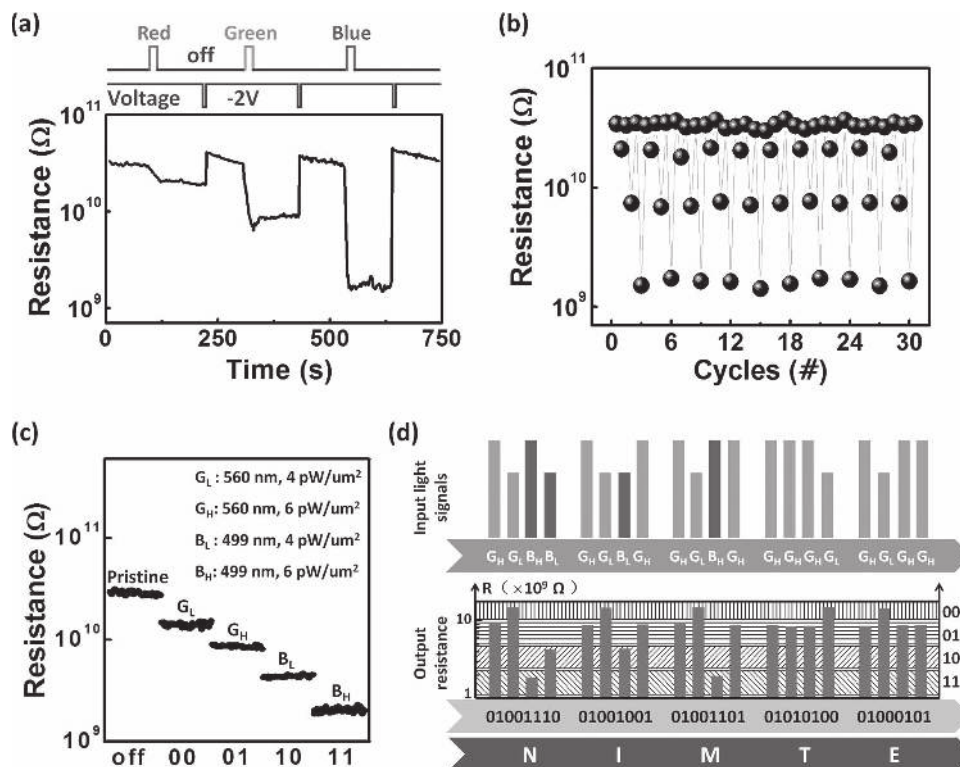 (a)
Red Green Blue
off
Voltage -2V
10¹¹
10¹⁰
10⁹
Resistance (Ω)
0 250 500 750
Time (s)
(b)
10¹¹
10¹⁰
10⁹
Resistance (Ω)
0 6 12 18 24 30
Cycles (#)
(c)
G_L : 560 nm, 4 pW/um²
G_H : 560 nm, 6 pW/um²
B_L : 499 nm, 4 pW/um²
B_H : 499 nm, 6 pW/um²
10¹¹
10¹⁰
10⁹
Resistance (Ω)
Pristine
G_L
G_H
B_L
B_H
off 00 01 10 11
(d)
Input light
signals
G_H G_L B_H B_L G_H G_L B_L G_H G_H G_L B_H G_H G_H G_H G_H G_L G_H G_L G_H G_H
R (×10⁹ Ω)
Output
resistance
10
1
00
01
10
11
01001110 01001001 01001101 01010100 01000101
N I M T E